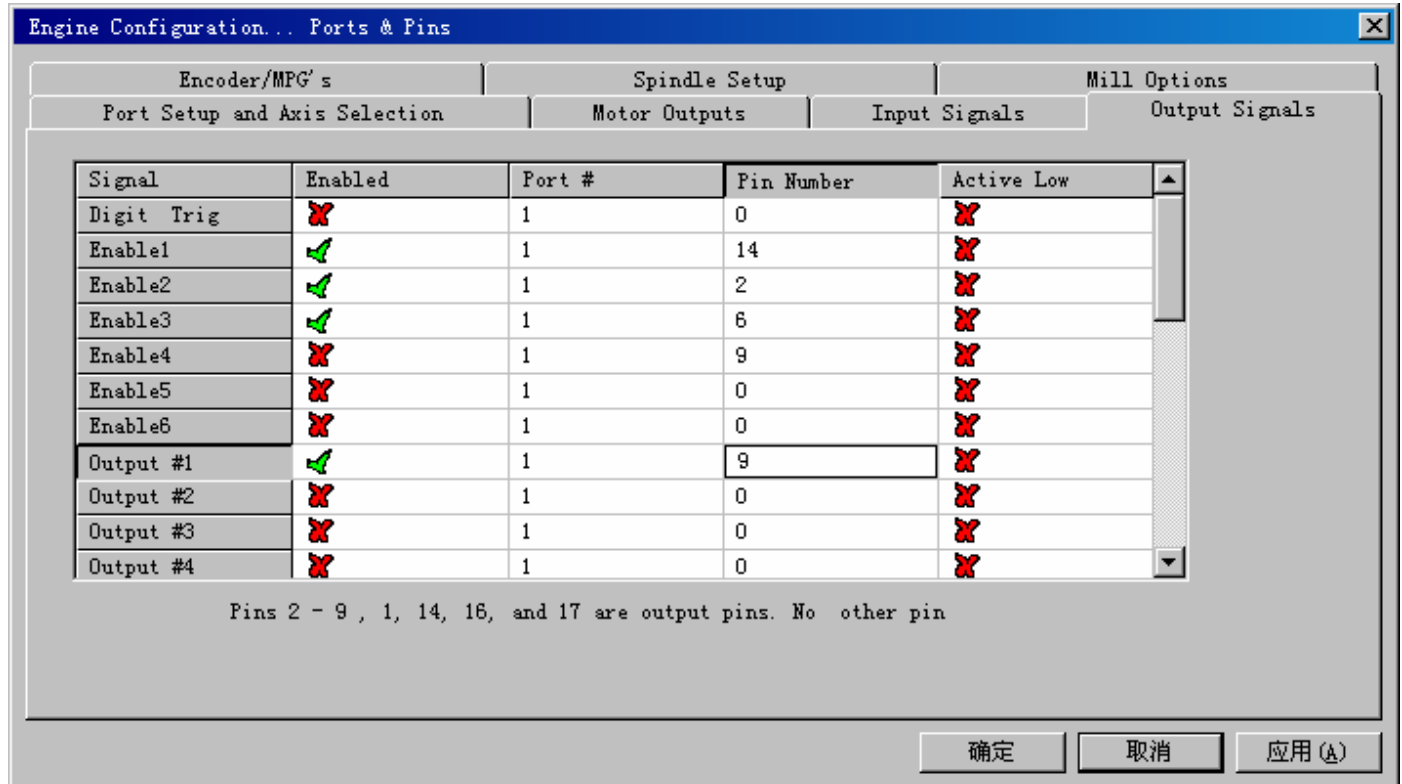 Engine Configuration... Ports & Pins
Encoder/MPG's Spindle Setup Mill Options
Port Setup and Axis Selection Motor Outputs Input Signals Output Signals
Signal Enabled Port # Pin Number Active Low
Digit Trig 1 0
Enable1 1 14
Enable2 1 2
Enable3 1 6
Enable4 1 9
Enable5 1 0
Enable6 1 0
Output #1 1 9
Output #2 1 0
Output #3 1 0
Output #4 1 0
Pins 2 - 9 , 1, 14, 16, and 17 are output pins. No other pin
确定 取消 应用(A)